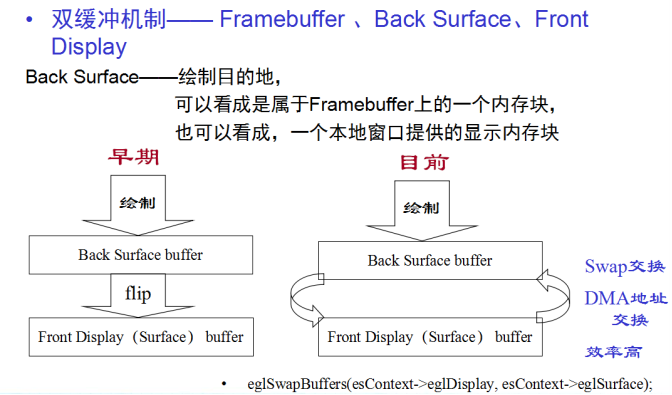 • 双缓冲机制—— Framebuffer 、Back Surface、Front
Display
Back Surface——绘制目的地，
可以看成是属于Framebuffer上的一个内存块，
也可以看成，一个本地窗口提供的显示内存块
早期
目前
绘制
绘制
Back Surface buffer
Back Surface buffer
flip
Swap交换
DMA地址
交换
Front Display（Surface） buffer
Front Display（Surface） buffer
效率高
• eglSwapBuffers(esContext->eglDisplay, esContext->eglSurface);